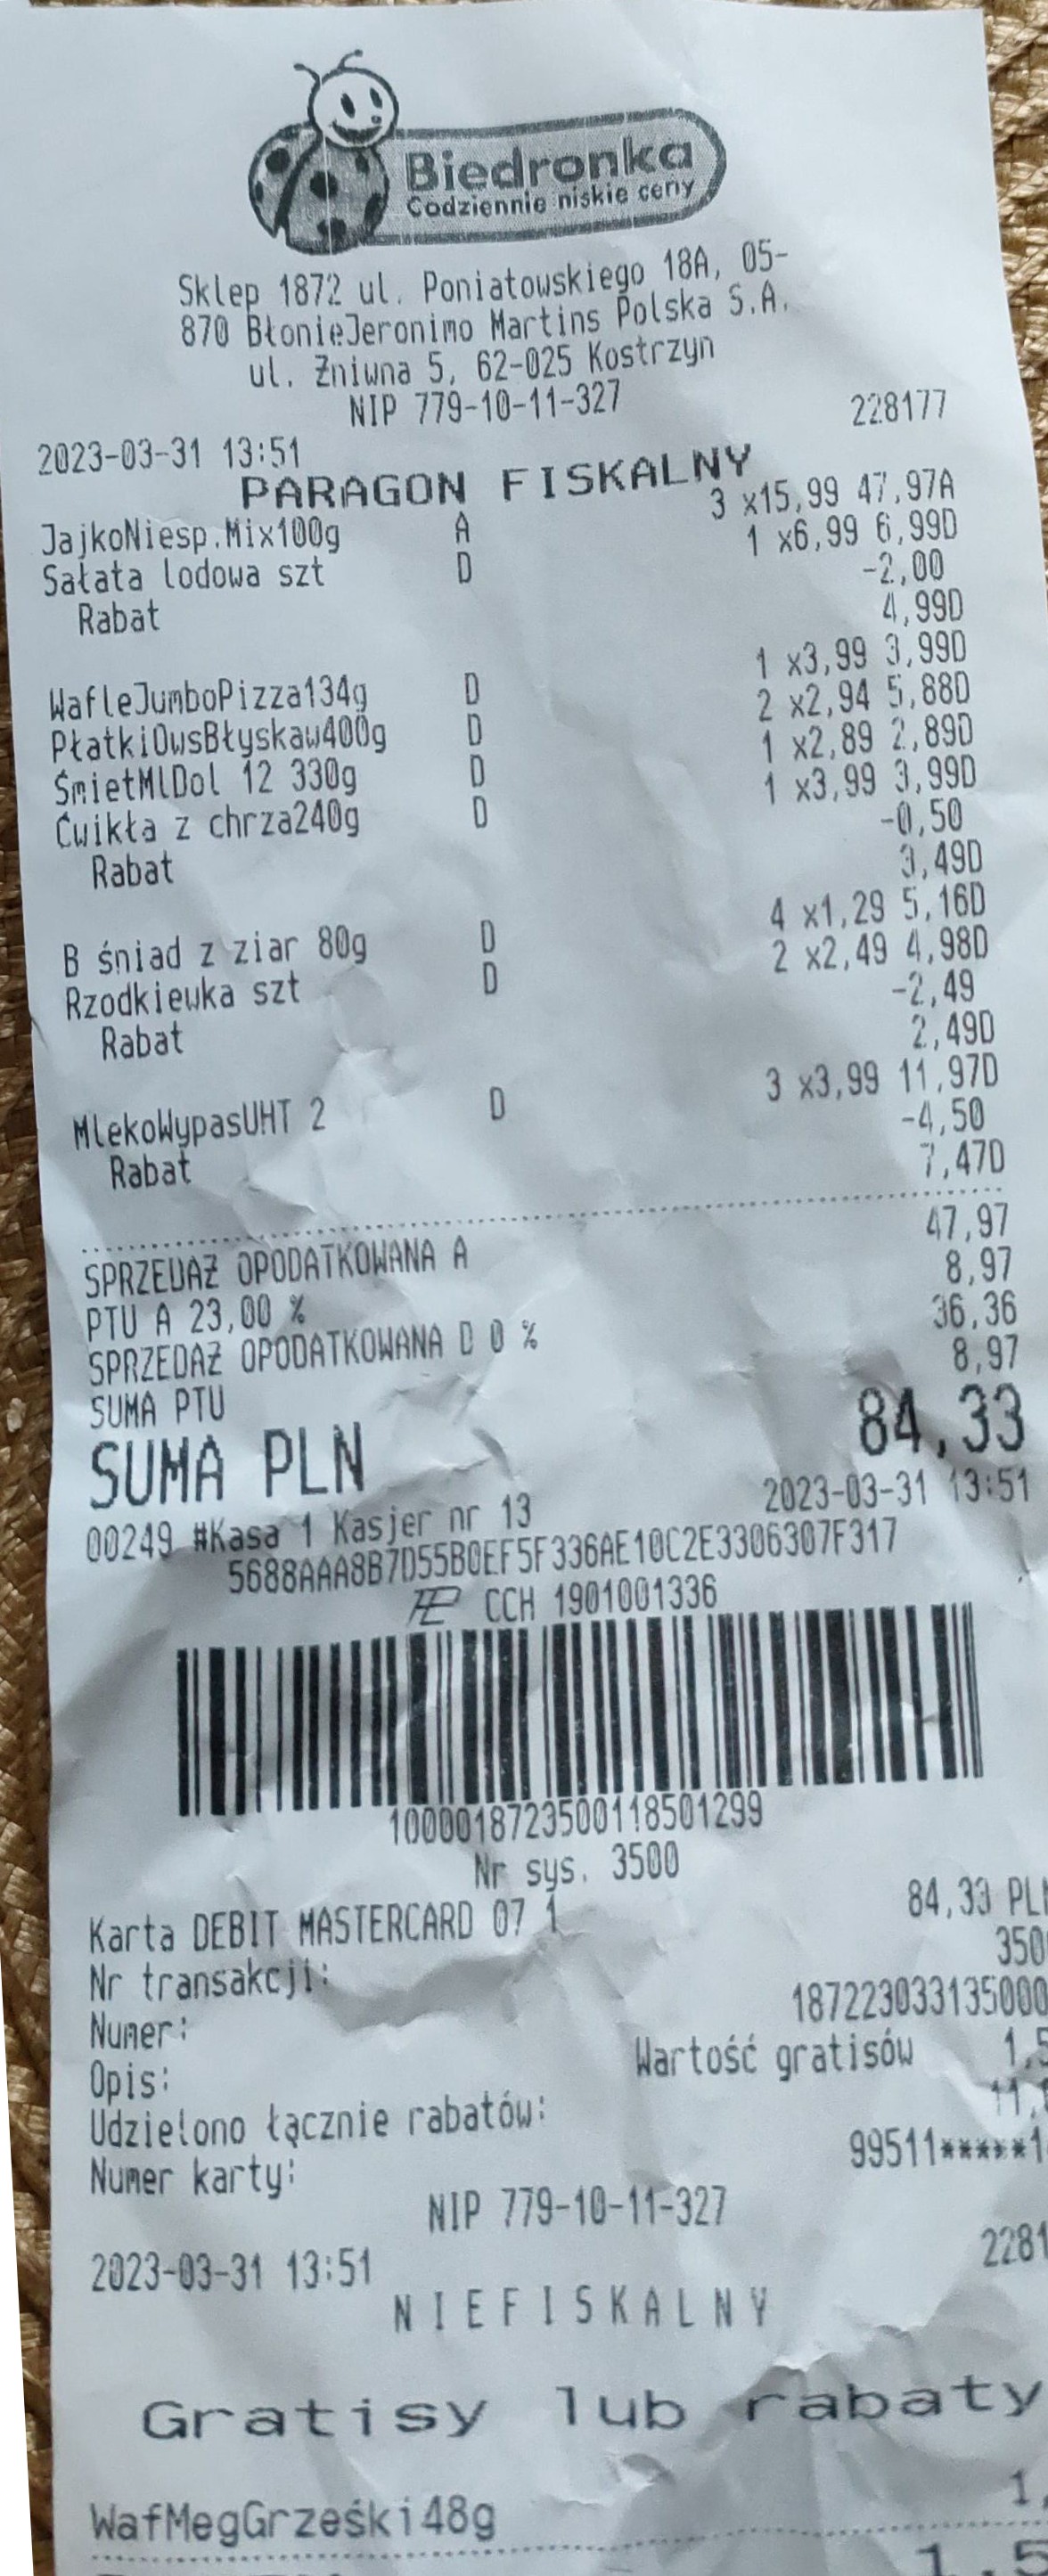 Biedronka
Codziennie niskie ceny
Sklep 1872 ul. Poniatowskiego 18A, 05-
870 BłonieJeronimo Martins Polska S.A.
ul. Żniwna 5, 62-025 Kostrzyn
NIP 779-10-11-327
2023-03-31 13:51 228177
PARAGON FISKALNY
JajkoNiesp.Mix100g A 3 x15,99 47,97A
Sałata lodowa szt D 1 x6,99 6,99D
Rabat -2,00
4,99D
WafleJumboPizza134g D 1 x3,99 3,99D
PłatkiOwsBłyskaw400g D 2 x2,94 5,88D
ŚmietMlDol 12 330g D 1 x2,89 2,89D
Ćwikła z chrza240g D 1 x3,99 3,99D
Rabat -0,50
3,49D
B śniad z ziar 80g D 4 x1,29 5,16D
Rzodkiewka szt D 2 x2,49 4,98D
Rabat -2,49
2,49D
MlekoWypasUHT 2 D 3 x3,99 11,97D
Rabat -4,50
7,47D
SPRZEDAŻ OPODATKOWANA A 47,97
PTU A 23,00 % 8,97
SPRZEDAŻ OPODATKOWANA D 0 % 36,36
SUMA PTU 8,97
SUMA PLN 84,33
00249 #Kasa 1 Kasjer nr 13 2023-03-31 13:51
5688AAA8B7D55B0EF5F336AE10C2E3306307F317
CCH 1901001336
1000018723500118501299
Nr sys. 3500
Karta DEBIT MASTERCARD 07 1 84,33 PLN
Nr transakcji: 350
Numer: 187223033135000
Opis: Wartość gratisów 1,5
Udzielono łącznie rabatów: 11,
Numer karty: 99511*****1
NIP 779-10-11-327
2023-03-31 13:51 2281
NIEFISKALNY
Gratisy lub rabaty
WafMegGrześki48g 1,
1,5